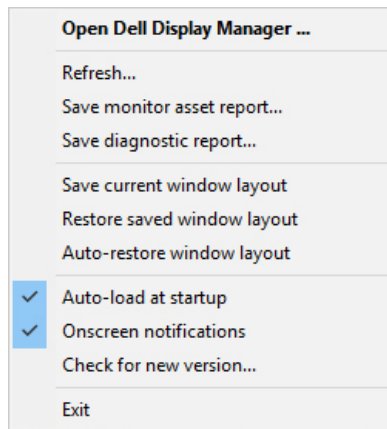 Open Dell Display Manager ...
Refresh...
Save monitor asset report...
Save diagnostic report...
Save current window layout
Restore saved window layout
Auto-restore window layout
Auto-load at startup
Onscreen notifications
Check for new version...
Exit